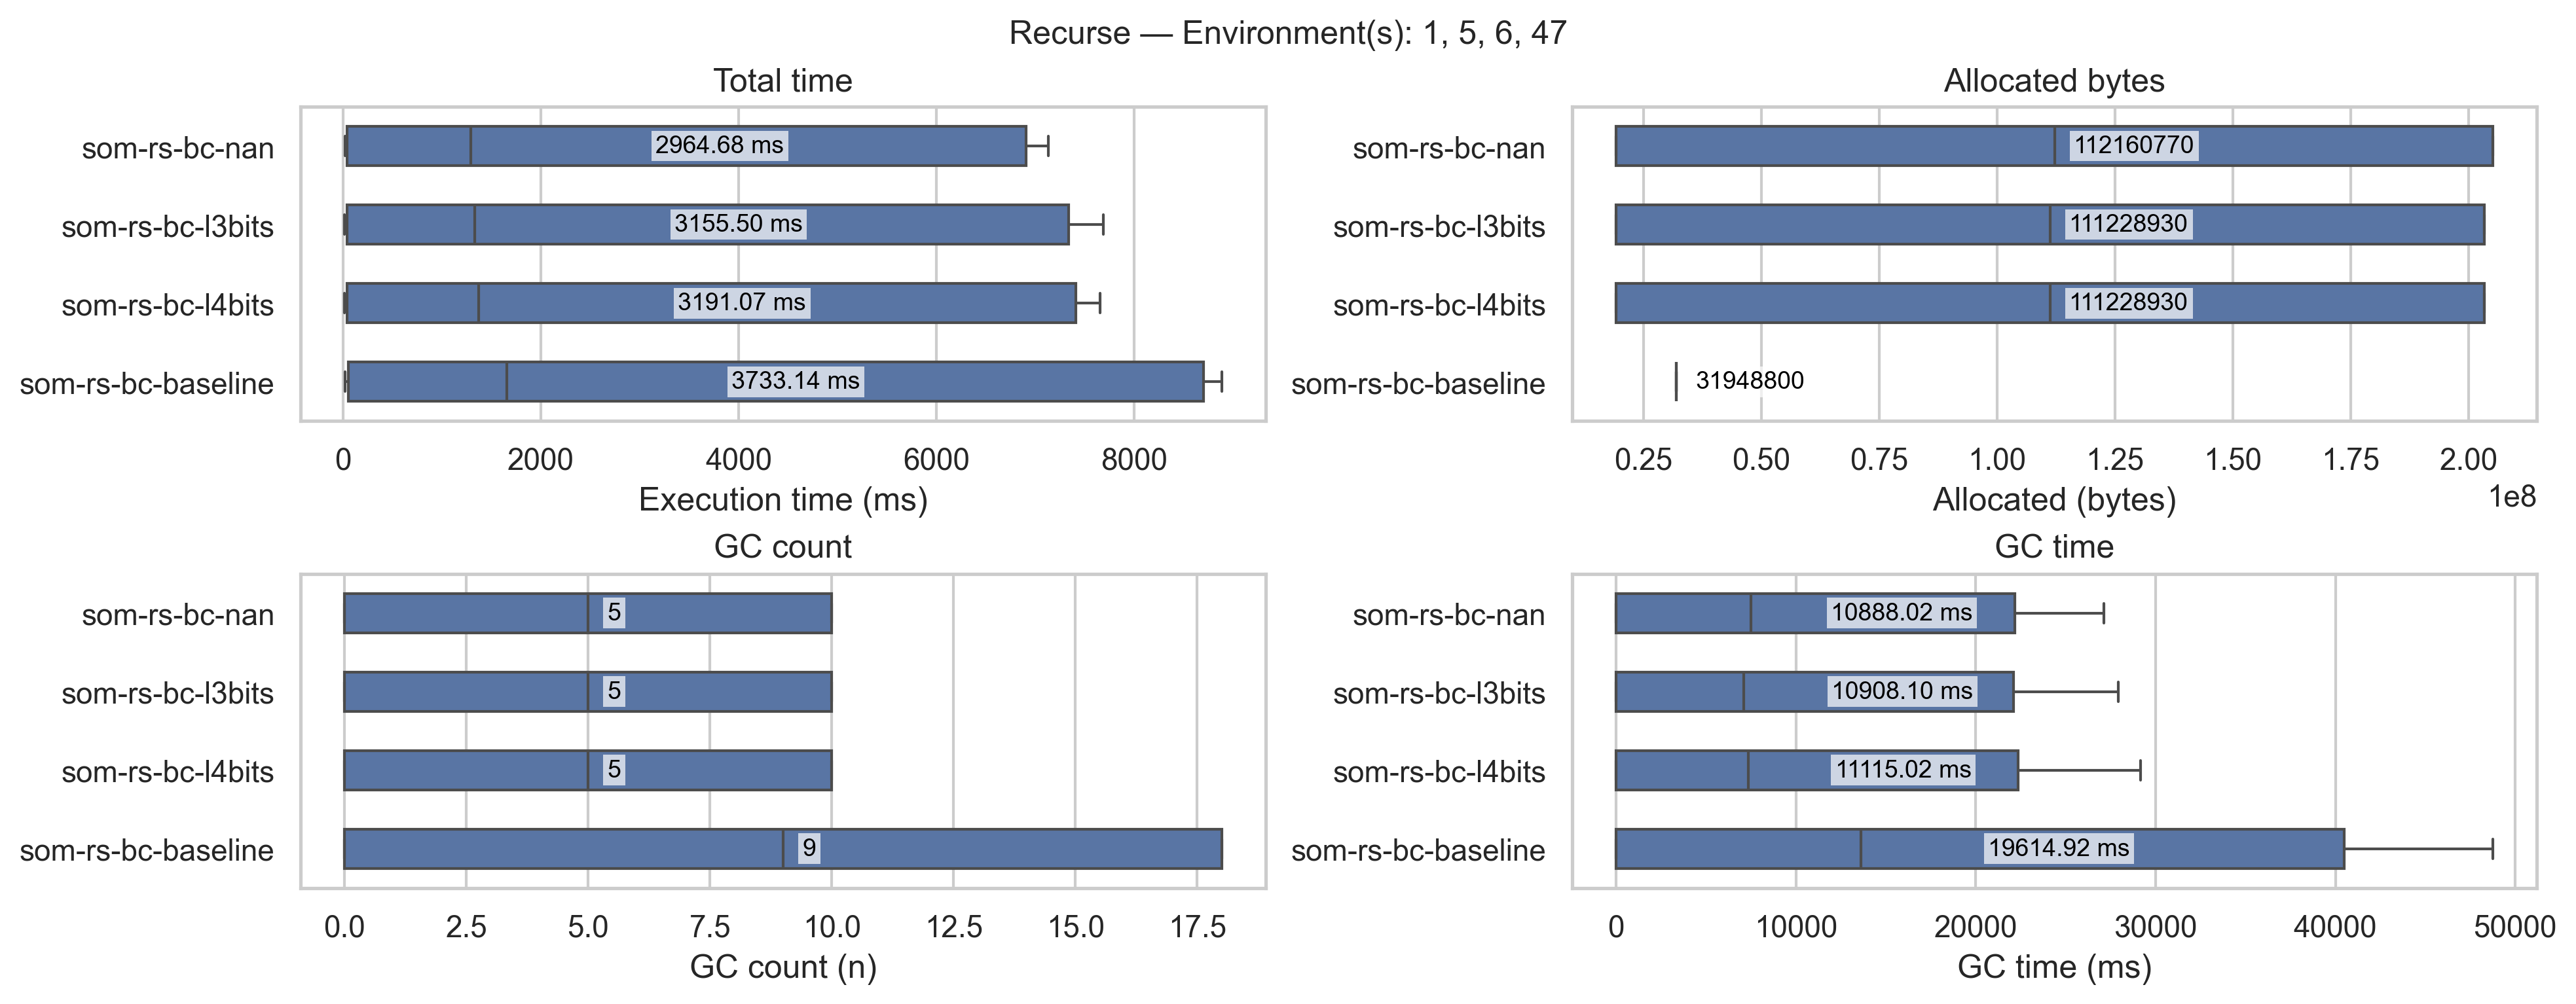 Recurse — Environment(s): 1, 5, 6, 47
Total time
som-rs-bc-nan
2964.68 ms
som-rs-bc-l3bits
3155.50 ms
som-rs-bc-l4bits
3191.07 ms
som-rs-bc-baseline
3733.14 ms
0 2000 4000 6000 8000
Execution time (ms)
Allocated bytes
som-rs-bc-nan
112160770
som-rs-bc-l3bits
111228930
som-rs-bc-l4bits
111228930
som-rs-bc-baseline
31948800
0.25 0.50 0.75 1.00 1.25 1.50 1.75 2.00
1e8
Allocated (bytes)
GC count
som-rs-bc-nan
5
som-rs-bc-l3bits
5
som-rs-bc-l4bits
5
som-rs-bc-baseline
9
0.0 2.5 5.0 7.5 10.0 12.5 15.0 17.5
GC count (n)
GC time
som-rs-bc-nan
10888.02 ms
som-rs-bc-l3bits
10908.10 ms
som-rs-bc-l4bits
11115.02 ms
som-rs-bc-baseline
19614.92 ms
0 10000 20000 30000 40000 50000
GC time (ms)